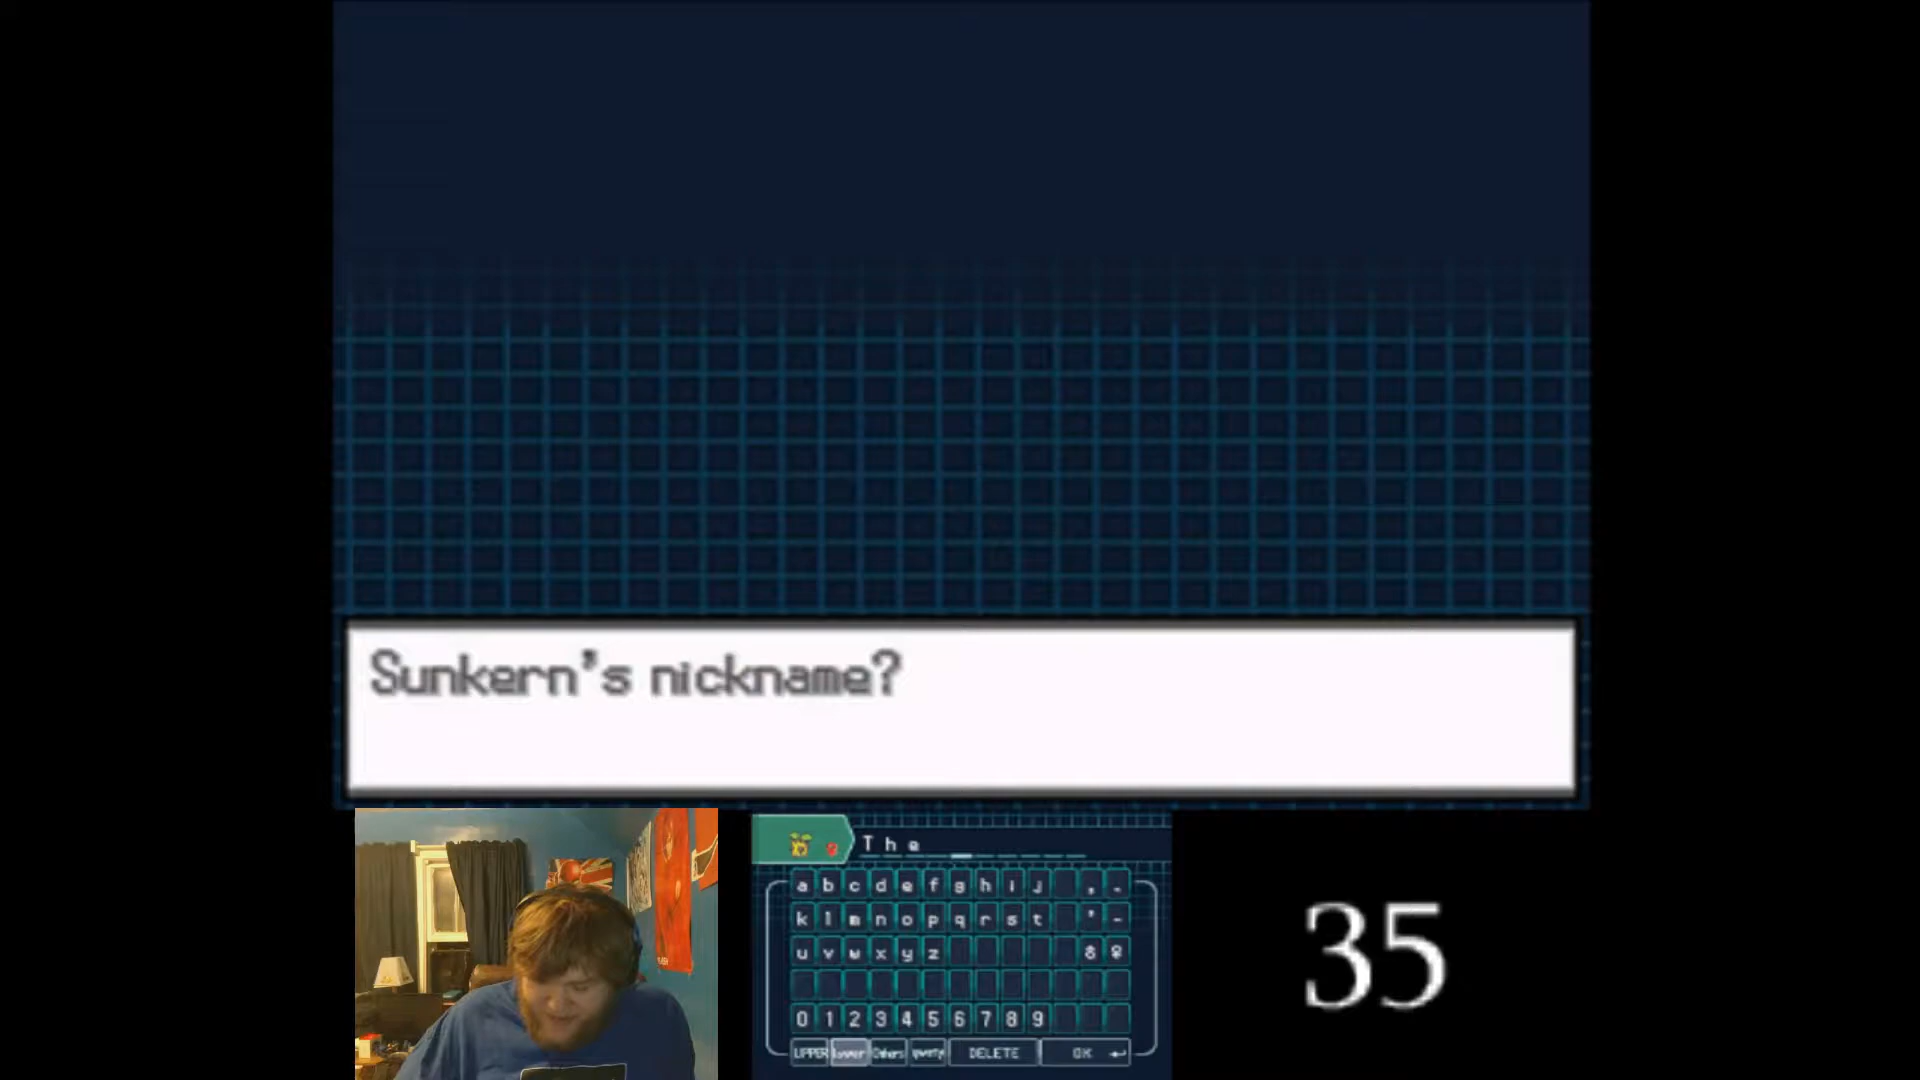 Sunkern's nickname?
The
a b c d e f g h i j , .
k l m n o p q r s t ' -
u v w x y z ♂ ♀
0 1 2 3 4 5 6 7 8 9
UPPER lower Others qwerty DELETE OK
35